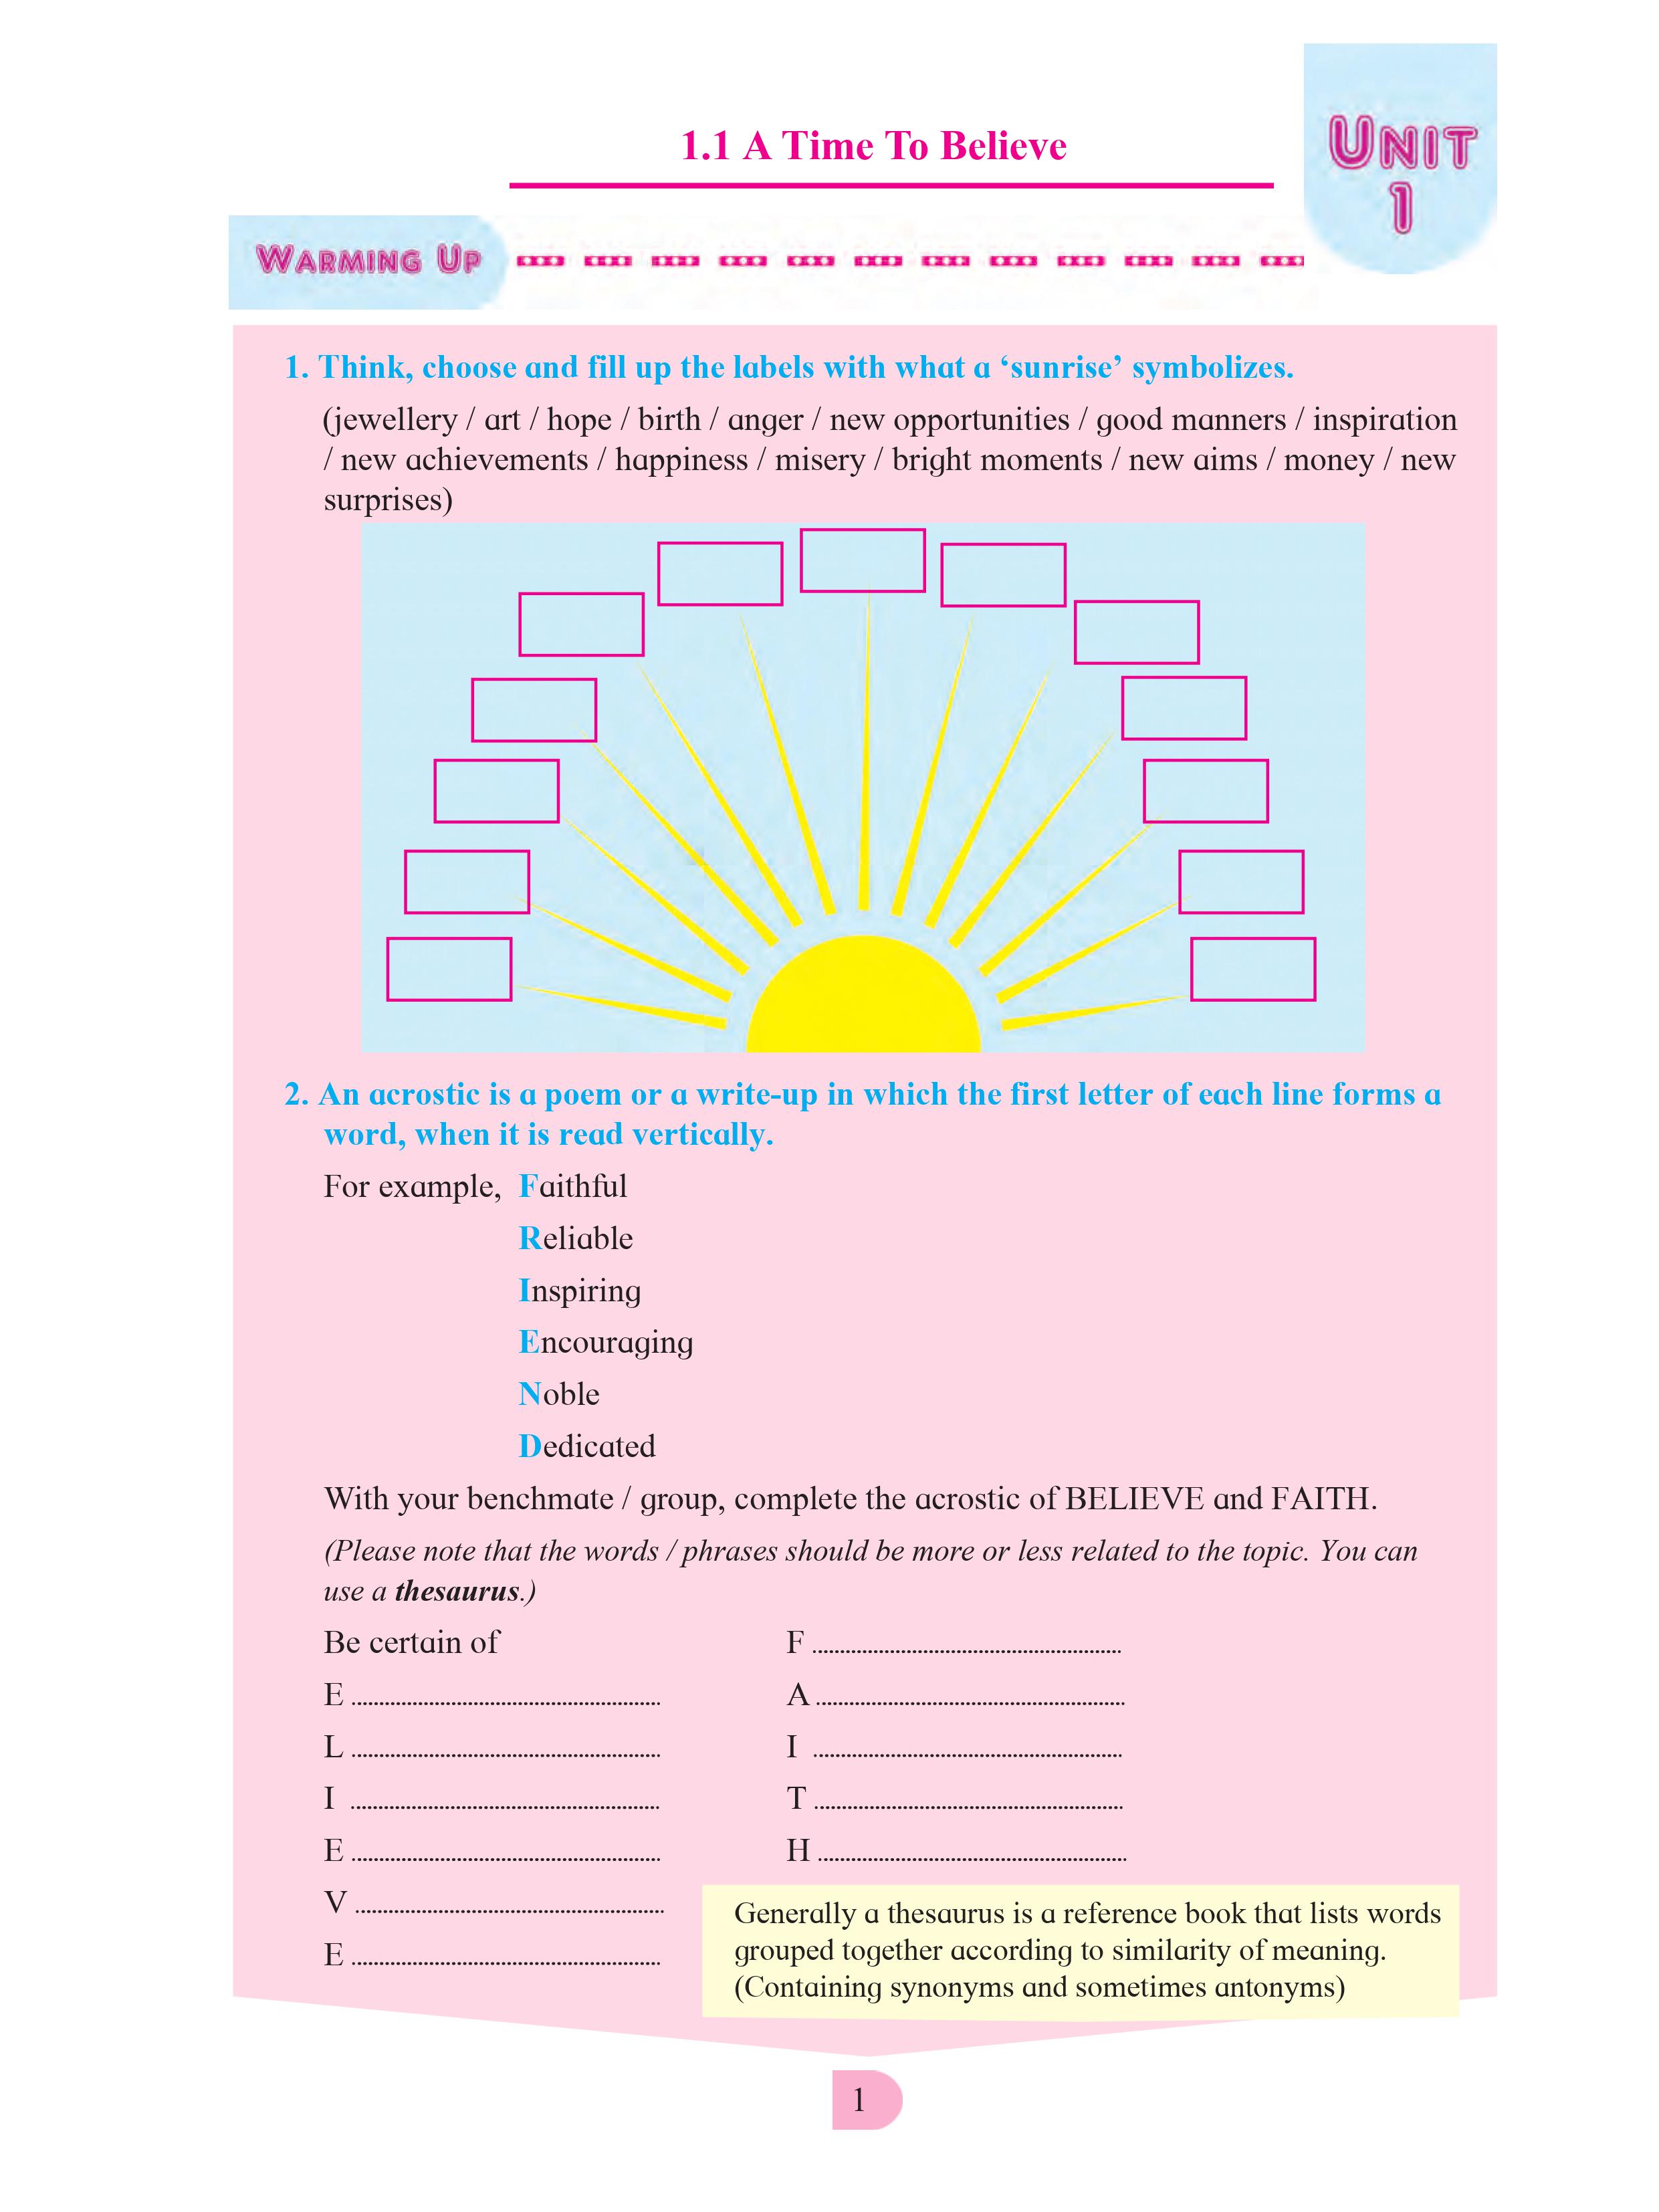 1.1 A Time To Believe
UNIT
1
WARMING UP
1. Think, choose and fill up the labels with what a ‘sunrise’ symbolizes.
(jewellery / art / hope / birth / anger / new opportunities / good manners / inspiration
/ new achievements / happiness / misery / bright moments / new aims / money / new
surprises)
2. An acrostic is a poem or a write-up in which the first letter of each line forms a
word, when it is read vertically.
For example, Faithful
Reliable
Inspiring
Encouraging
Noble
Dedicated
With your benchmate / group, complete the acrostic of BELIEVE and FAITH.
(Please note that the words / phrases should be more or less related to the topic. You can
use a thesaurus.)
Be certain of
E ........................................................
L ........................................................
I ........................................................
E ........................................................
V ........................................................
E ........................................................
F ........................................................
A ........................................................
I ........................................................
T ........................................................
H ........................................................
Generally a thesaurus is a reference book that lists words
grouped together according to similarity of meaning.
(Containing synonyms and sometimes antonyms)
1